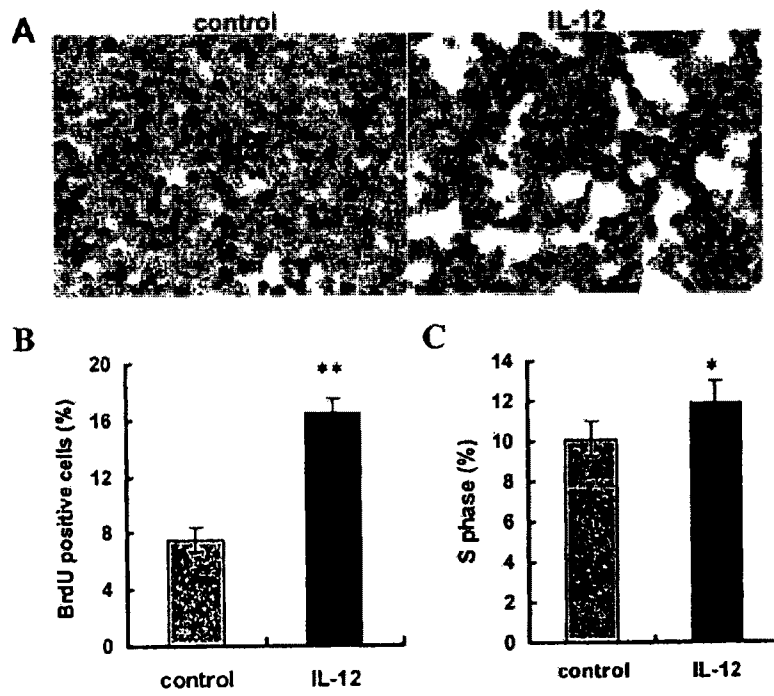 A
control
IL-12
B
BrdU positive cells (%)
20
16
12
8
4
0
**
control
IL-12
C
S phase (%)
14
12
10
8
6
4
2
0
*
control
IL-12